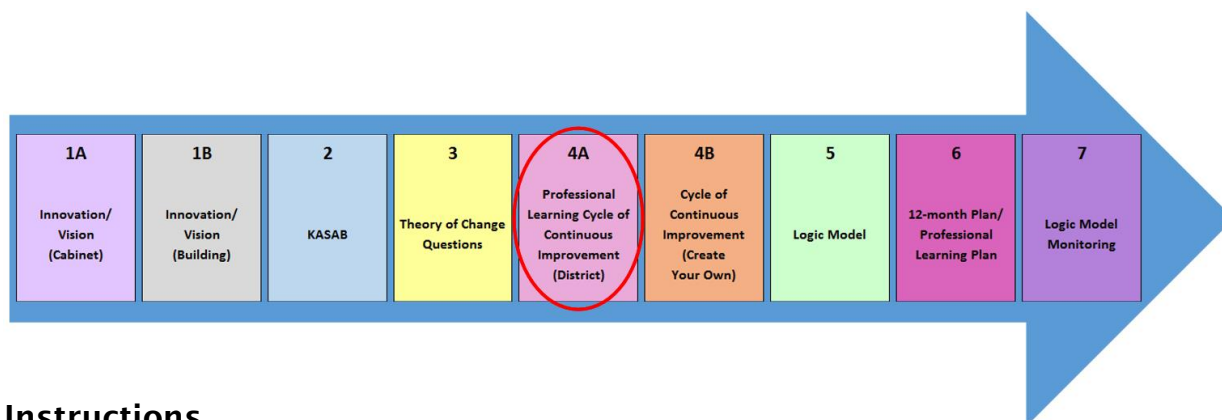 1A
Innovation/
Vision
(Cabinet)
1B
Innovation/
Vision
(Building)
2
KASAB
3
Theory of Change
Questions
4A
Professional
Learning Cycle of
Continuous
Improvement
(District)
4B
Cycle of
Continuous
Improvement
(Create
Your Own)
5
Logic Model
6
12-month Plan/
Professional
Learning Plan
7
Logic Model
Monitoring
Instructions